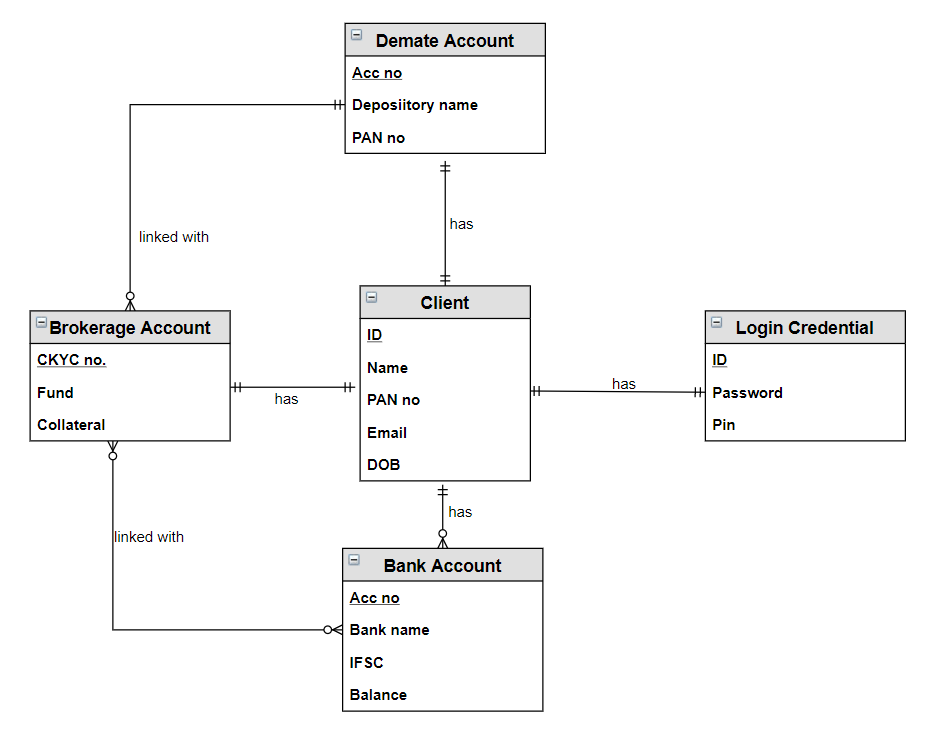 Demate Account
Acc no
Deposiitory name
PAN no
linked with
has
Brokerage Account
CKYC no.
Fund
Collateral
has
Client
ID
Name
PAN no
Email
DOB
has
Login Credential
ID
Password
Pin
linked with
has
Bank Account
Acc no
Bank name
IFSC
Balance